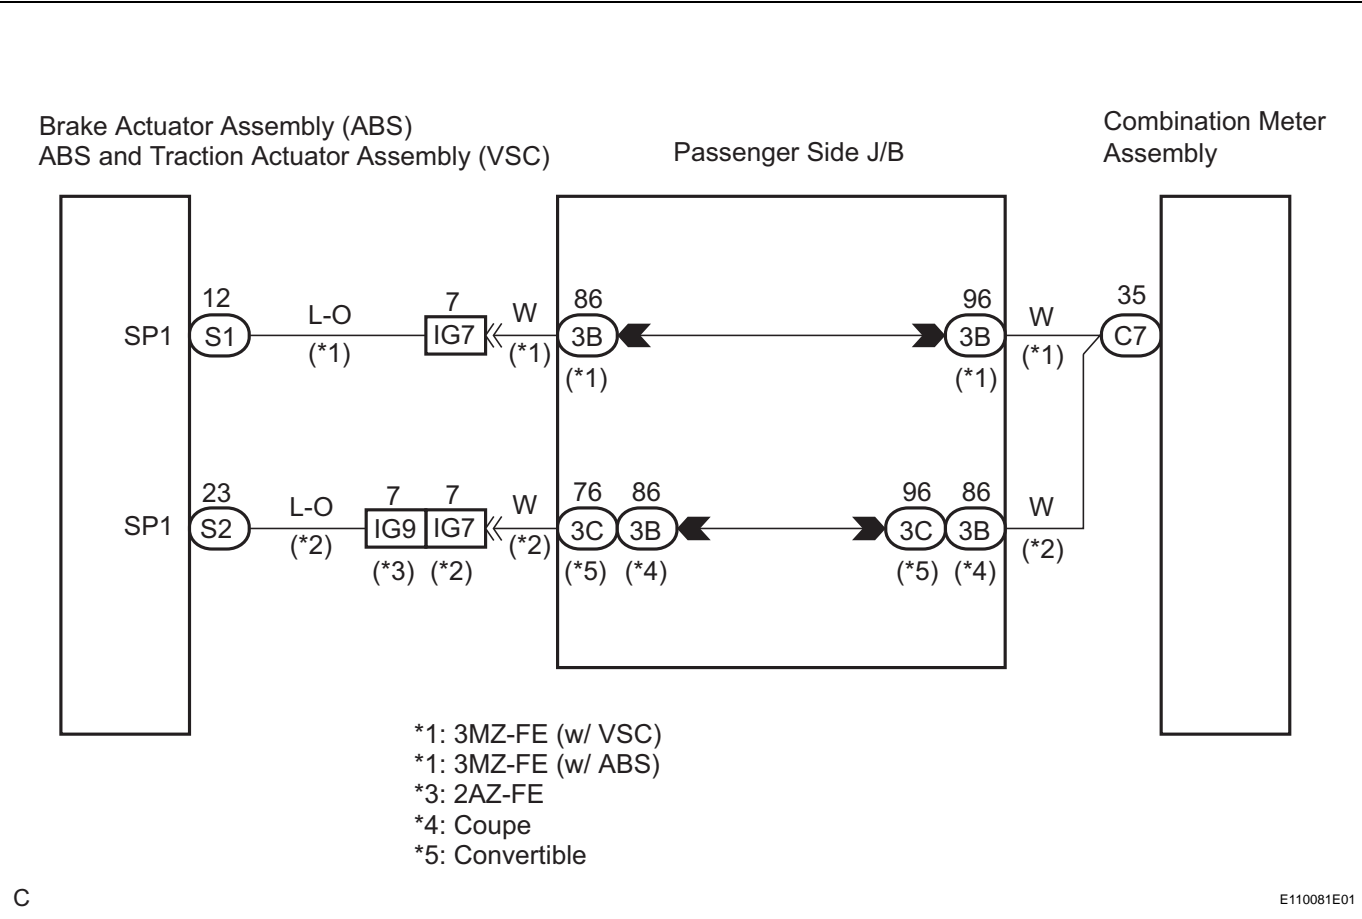 Brake Actuator Assembly (ABS)
ABS and Traction Actuator Assembly (VSC)
Passenger Side J/B
Combination Meter
Assembly
12
7
86
96
35
L-O
W
W
SP1
S1
IG7
3B
3B
C7
(*1)
(*1)
(*1)
(*1)
(*1)
23
7
7
76
86
96
86
L-O
W
W
SP1
S2
IG9
IG7
3C
3B
3C
3B
(*2)
(*2)
(*2)
(*3)
(*2)
(*5)
(*4)
(*5)
(*4)
*1: 3MZ-FE (w/ VSC)
*1: 3MZ-FE (w/ ABS)
*3: 2AZ-FE
*4: Coupe
*5: Convertible
C
E110081E01